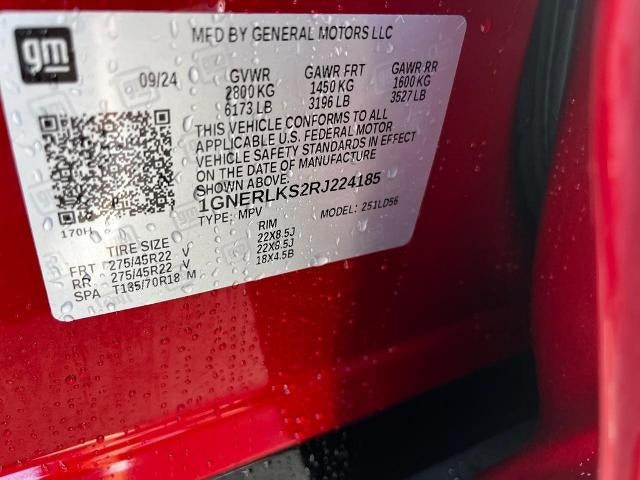 gm
MFD BY GENERAL MOTORS LLC
09/24 GVWR GAWR FRT GAWR RR
2800 KG 1450 KG 1600 KG
6173 LB 3196 LB 3527 LB
THIS VEHICLE CONFORMS TO ALL
APPLICABLE U.S. FEDERAL MOTOR
VEHICLE SAFETY STANDARDS IN EFFECT
ON THE DATE OF MANUFACTURE
SHOWN ABOVE.
1GNERLKS2RJ224185
170H TYPE: MPV MODEL: 251LD56
TIRE SIZE RIM
FRT 275/45R22 V 22X8.5J
RR 275/45R22 V 22X8.5J
SPA T135/70R18 M 18X4.5B